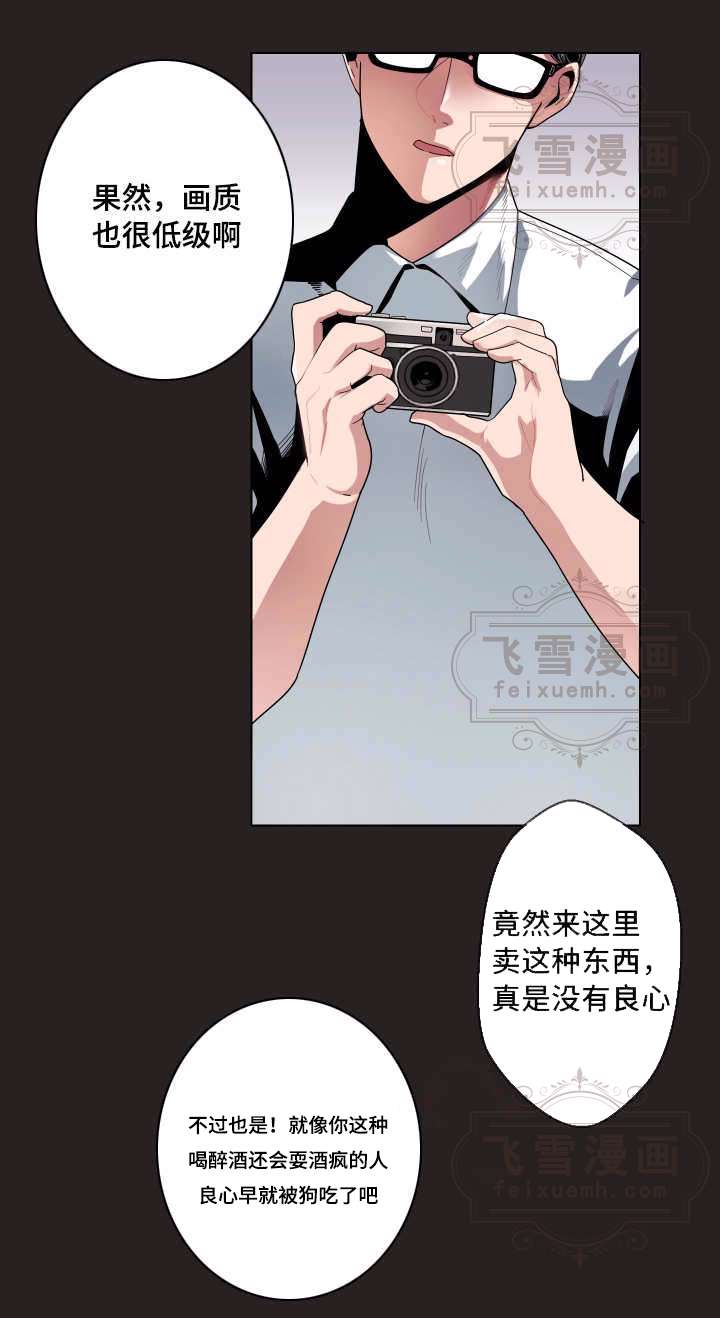 果然，画质
也很低级啊
飞雪漫画
feixuemh.com
飞雪漫画
feixuemh.com
竟然来这里
卖这种东西，
真是没有良心
不过也是！就像你这种
喝醉酒还会耍酒疯的人
良心早就被狗吃了吧
飞雪漫画
feixuemh.com